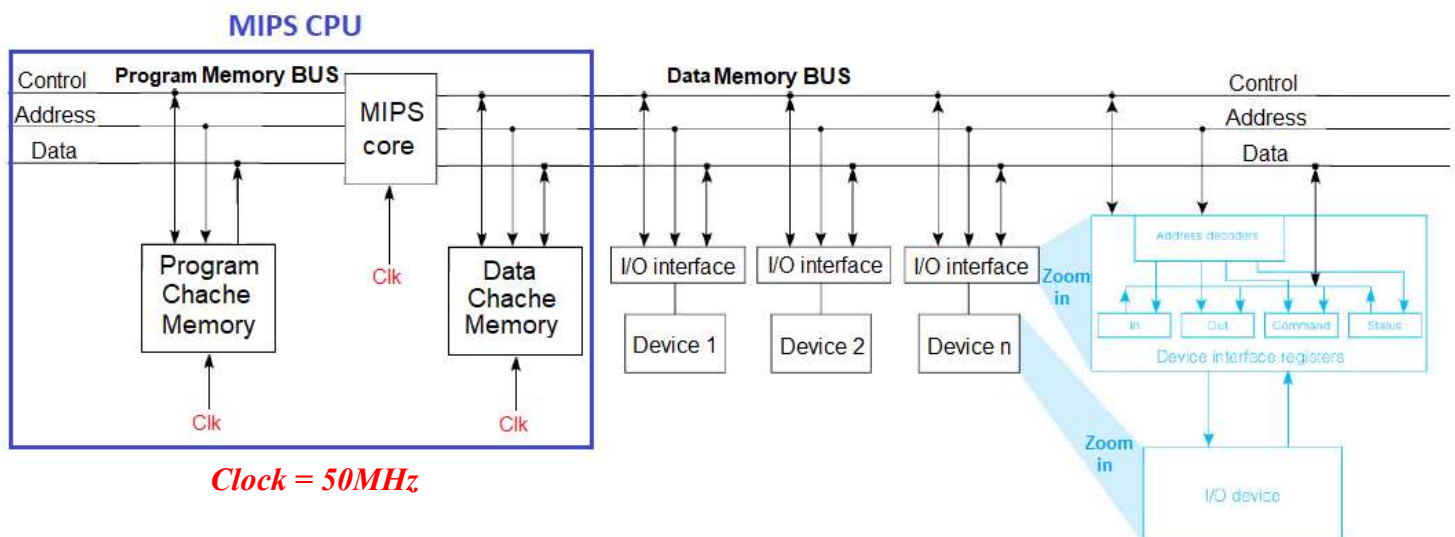 MIPS CPU
Control
Program Memory BUS
Address
Data
MIPS
core
Data Memory BUS
Control
Address
Data
Program
Chache
Memory
Clk
Clk
Data
Chache
Memory
Clk
I/O interface
Device 1
I/O interface
Device 2
I/O interface
Device n
Zoom
in
Address decoders
In
Out
Command
Status
Device interface registers
Zoom
in
I/O device
Clock = 50MHz